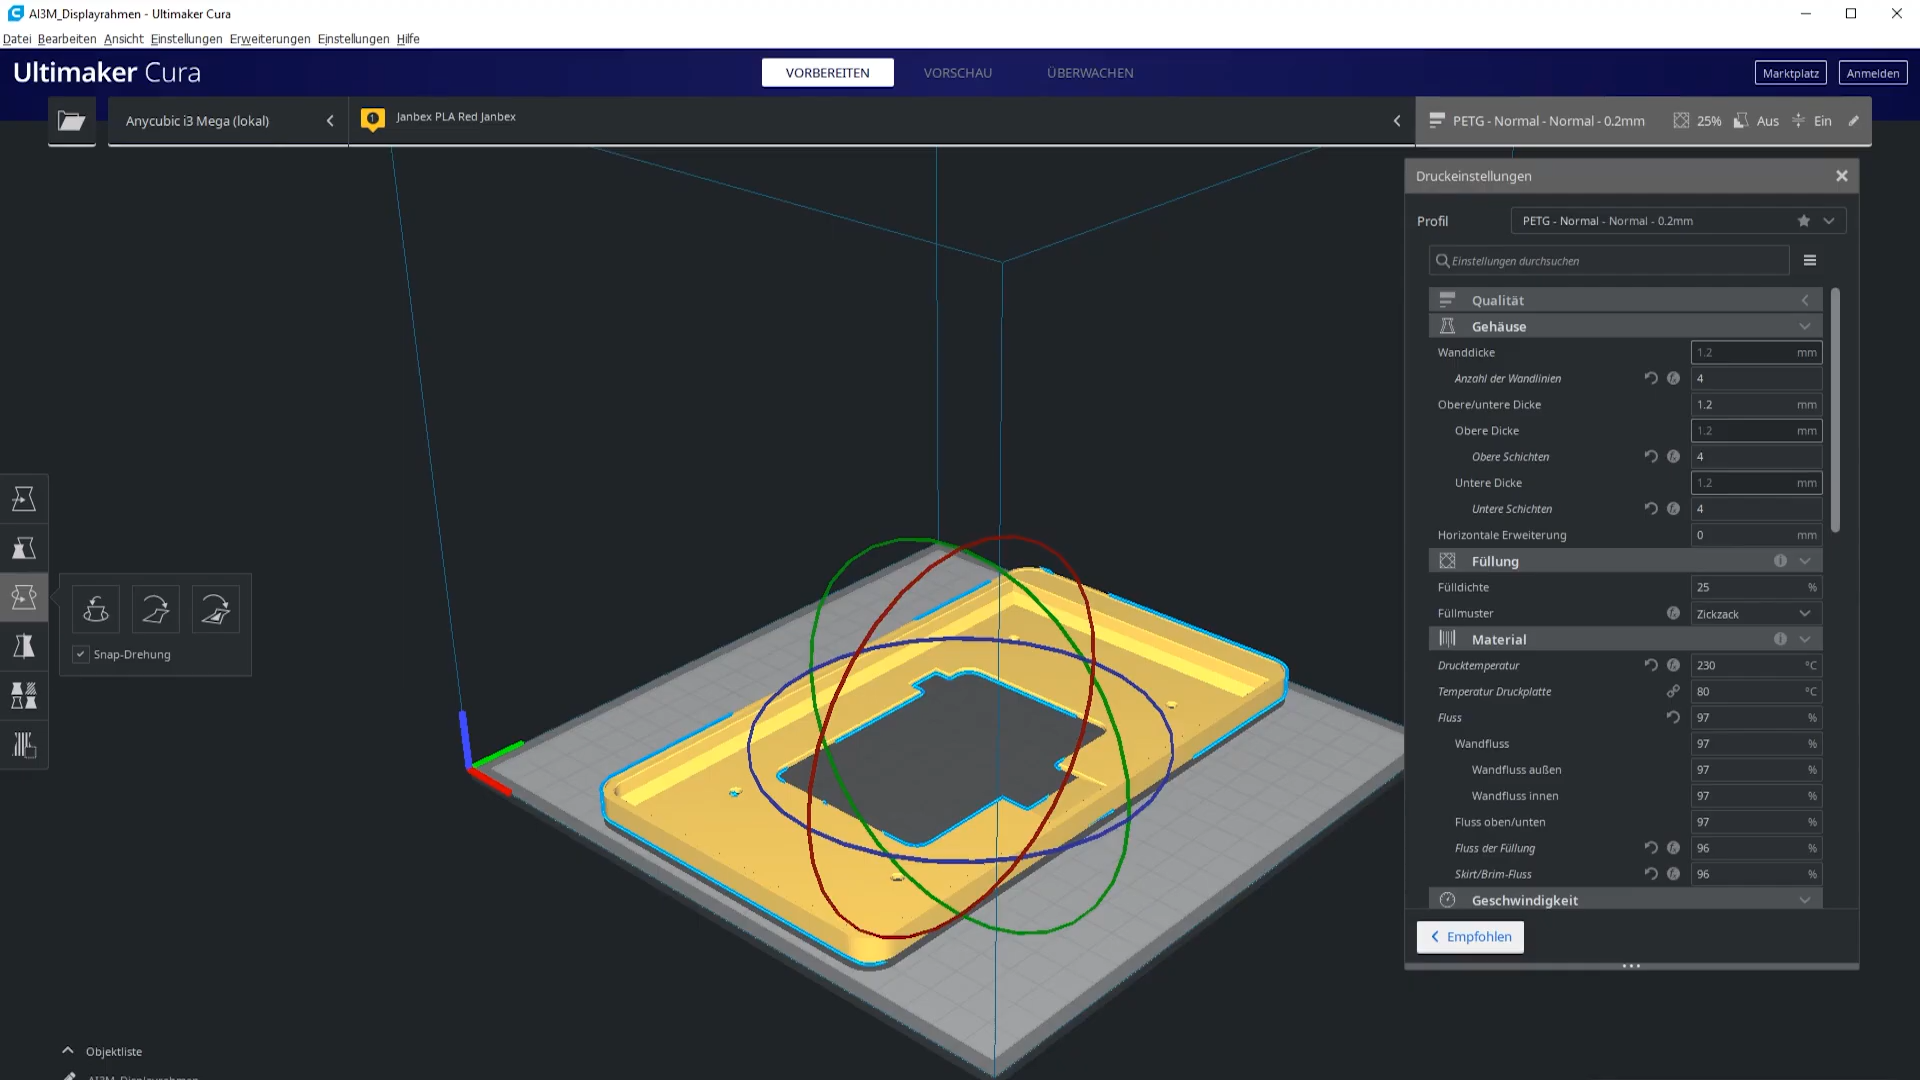 AI3M_Displayrahmen - Ultimaker Cura
Datei Bearbeiten Ansicht Einstellungen Erweiterungen Einstellungen Hilfe
Ultimaker Cura
VORBEREITEN
VORSCHAU
ÜBERWACHEN
Marktplatz
Anmelden
Anycubic i3 Mega (lokal)
1
Janbex PLA Red Janbex
PETG - Normal - Normal - 0.2mm
25%
Aus
Ein
Druckeinstellungen
Profil
PETG - Normal - Normal - 0.2mm
Einstellungen durchsuchen
Qualität
Gehäuse
Wanddicke 1.2 mm
Anzahl der Wandlinien 4
Obere/untere Dicke 1.2 mm
Obere Dicke 1.2 mm
Obere Schichten 4
Untere Dicke 1.2 mm
Untere Schichten 4
Horizontale Erweiterung 0 mm
Füllung
Fülldichte 25 %
Füllmuster Zickzack
Material
Drucktemperatur 230 °C
Temperatur Druckplatte 80 °C
Fluss 97 %
Wandfluss 97 %
Wandfluss außen 97 %
Wandfluss innen 97 %
Fluss oben/unten 97 %
Fluss der Füllung 96 %
Skirt/Brim-Fluss 96 %
Geschwindigkeit
Empfohlen
Snap-Drehung
Objektliste
AI3M_Displayrahmen